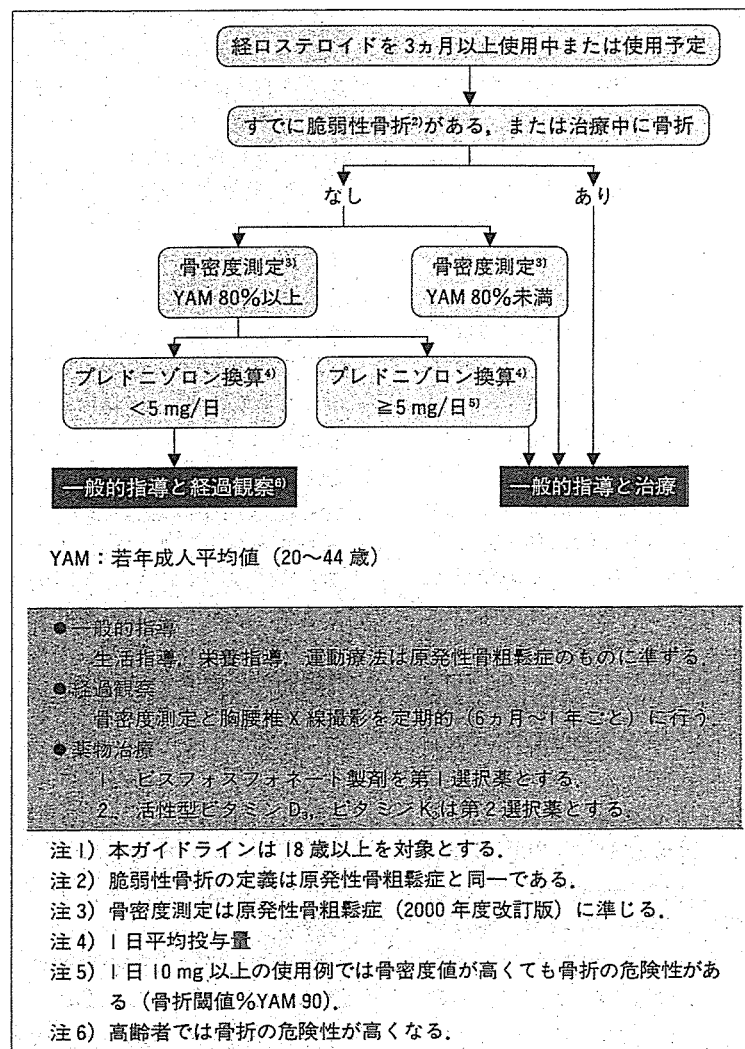 経口ステロイドを3ヵ月以上使用中または使用予定
すでに脆弱性骨折²⁾がある，または治療中に骨折
なし
あり
骨密度測定³⁾
YAM 80%以上
骨密度測定³⁾
YAM 80%未満
プレドニゾロン換算⁴⁾
<5 mg/日
プレドニゾロン換算⁴⁾
≧5 mg/日⁵⁾
一般的指導と経過観察⁶⁾
一般的指導と治療
YAM：若年成人平均値（20〜44歳）
●一般的指導
生活指導，栄養指導，運動療法は原発性骨粗鬆症のものに準ずる．
●経過観察
骨密度測定と胸腰椎X線撮影を定期的（6ヵ月〜1年ごと）に行う
●薬物治療
1．ビスフォスフォネート製剤を第1選択薬とする．
2．活性型ビタミンD₃，ビタミンK₂は第2選択薬とする．
注1）本ガイドラインは18歳以上を対象とする．
注2）脆弱性骨折の定義は原発性骨粗鬆症と同一である．
注3）骨密度測定は原発性骨粗鬆症（2000年度改訂版）に準じる．
注4）1日平均投与量
注5）1日10 mg以上の使用例では骨密度値が高くても骨折の危険性があ
る（骨折閾値%YAM 90）．
注6）高齢者では骨折の危険性が高くなる．